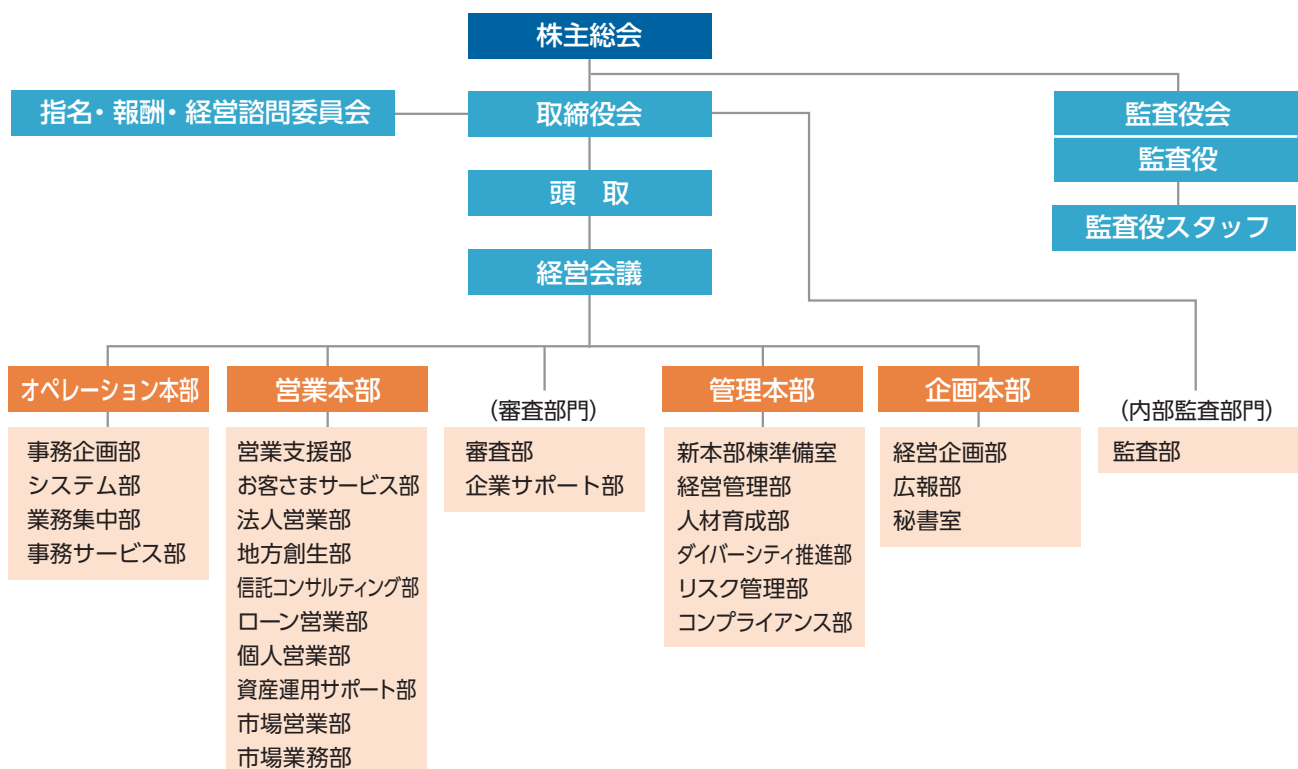 株主総会
指名・報酬・経営諮問委員会
取締役会
監査役会
監査役
頭　取
監査役スタッフ
経営会議
オペレーション本部
事務企画部
システム部
業務集中部
事務サービス部
営業本部
営業支援部
お客さまサービス部
法人営業部
地方創生部
信託コンサルティング部
ローン営業部
個人営業部
資産運用サポート部
市場営業部
市場業務部
（審査部門）
審査部
企業サポート部
管理本部
新本部棟準備室
経営管理部
人材育成部
ダイバーシティ推進部
リスク管理部
コンプライアンス部
企画本部
経営企画部
広報部
秘書室
（内部監査部門）
監査部